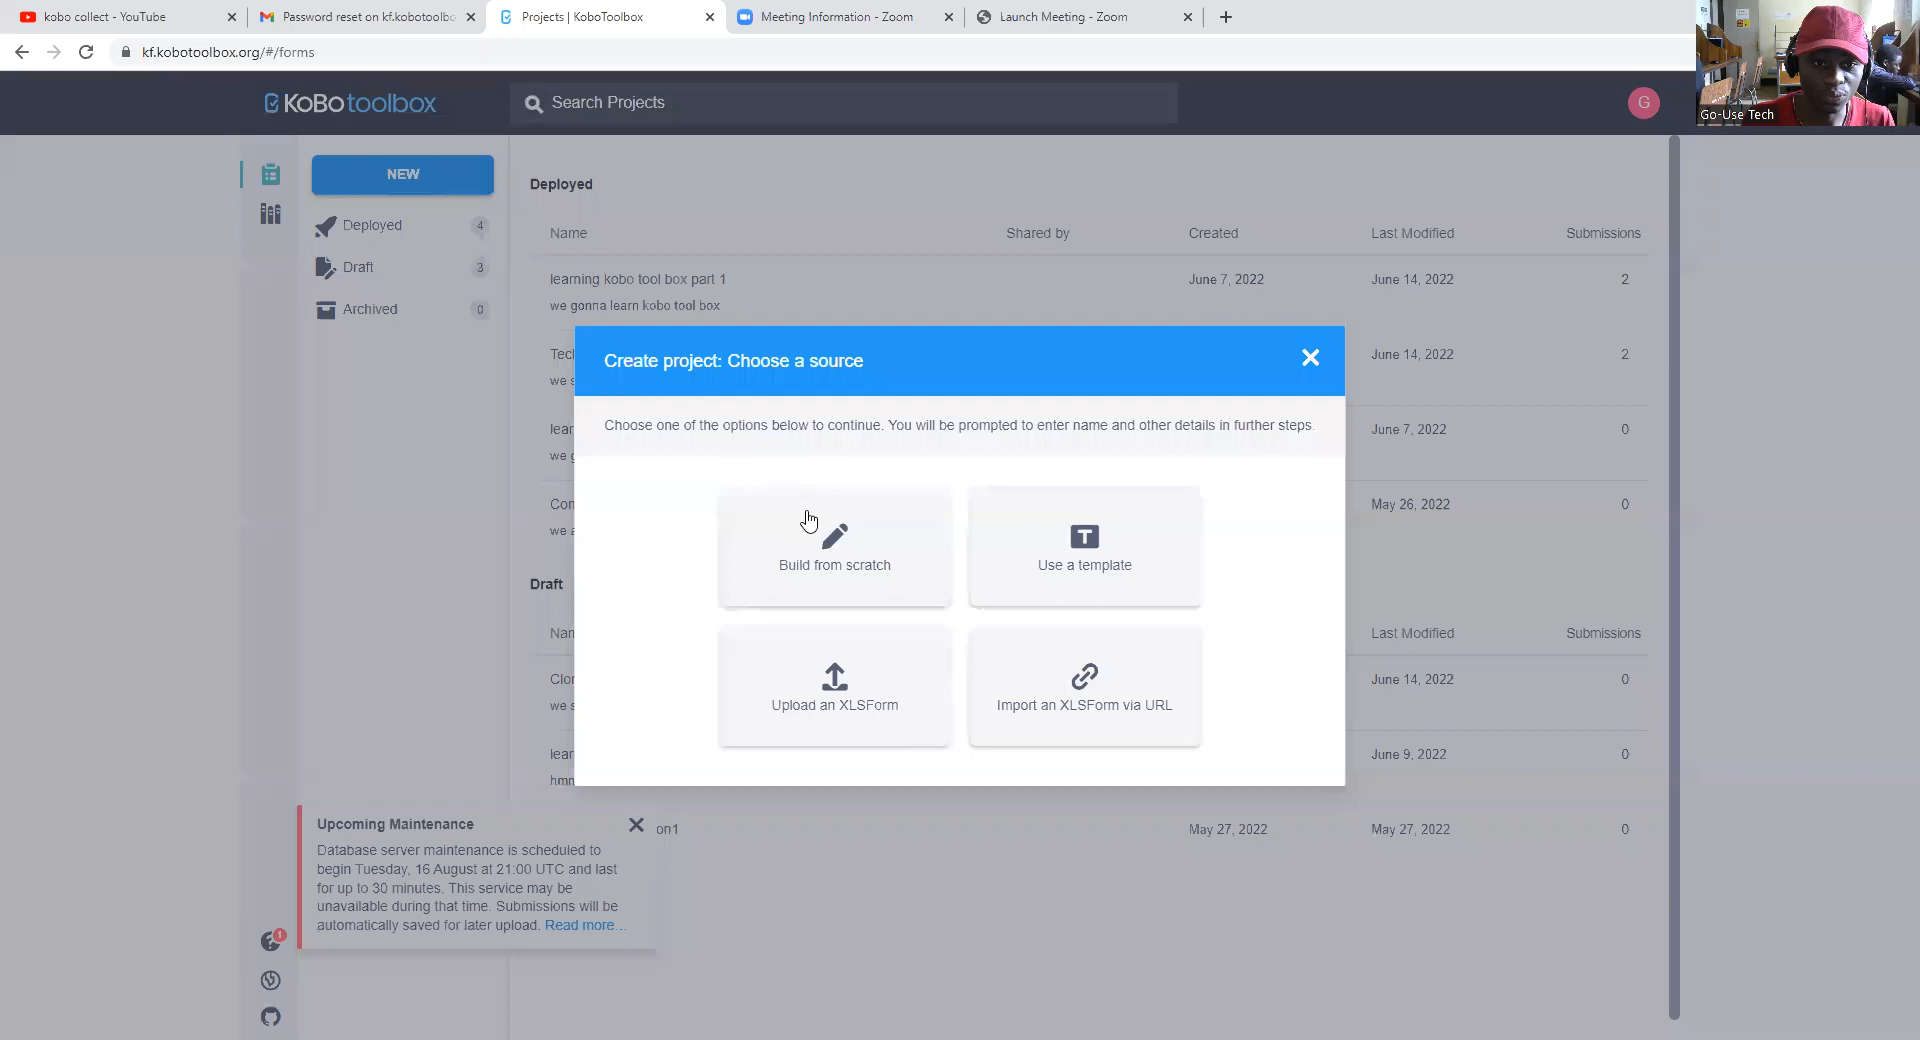 kobo collect - YouTube
Password reset on kf.kobotoolbo
Projects | KoboToolbox
Meeting Information - Zoom
Launch Meeting - Zoom
kf.kobotoolbox.org/#/forms
KoBotoolbox
Search Projects
G
Go-Use Tech
NEW
Deployed 4
Draft 3
Archived 0
Deployed
Name Shared by Created Last Modified Submissions
learning kobo tool box part 1 June 7, 2022 June 14, 2022 2
we gonna learn kobo tool box
Create project: Choose a source
Choose one of the options below to continue. You will be prompted to enter name and other details in further steps.
Build from scratch
T
Use a template
Upload an XLSForm
Import an XLSForm via URL
Tec June 14, 2022 2
we s
lear June 7, 2022 0
we g
Con May 26, 2022 0
we a
Draft
Nan Last Modified Submissions
Clon June 14, 2022 0
we s
lear June 9, 2022 0
hmm
on1 May 27, 2022 May 27, 2022 0
Upcoming Maintenance
Database server maintenance is scheduled to
begin Tuesday, 16 August at 21:00 UTC and last
for up to 30 minutes. This service may be
unavailable during that time. Submissions will be
automatically saved for later upload. Read more…
1